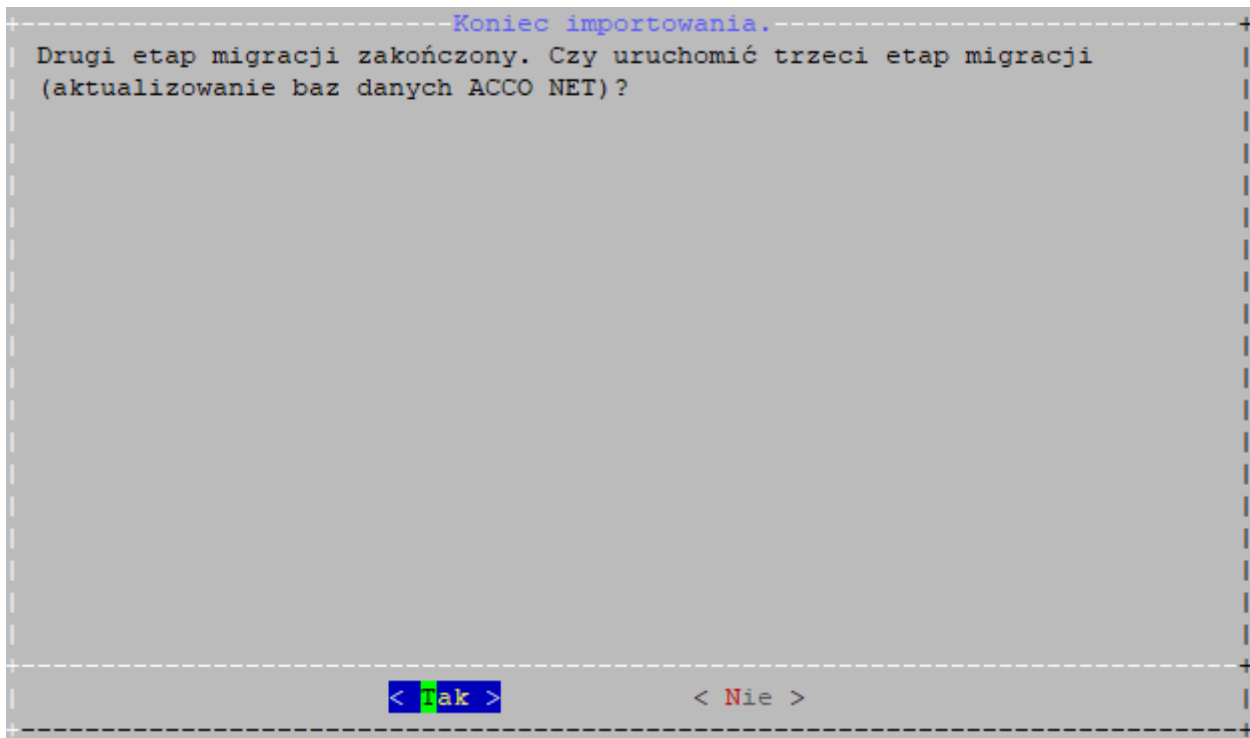 Koniec importowania.
Drugi etap migracji zakończony. Czy uruchomić trzeci etap migracji
(aktualizowanie baz danych ACCO NET)?
< Tak > < Nie >